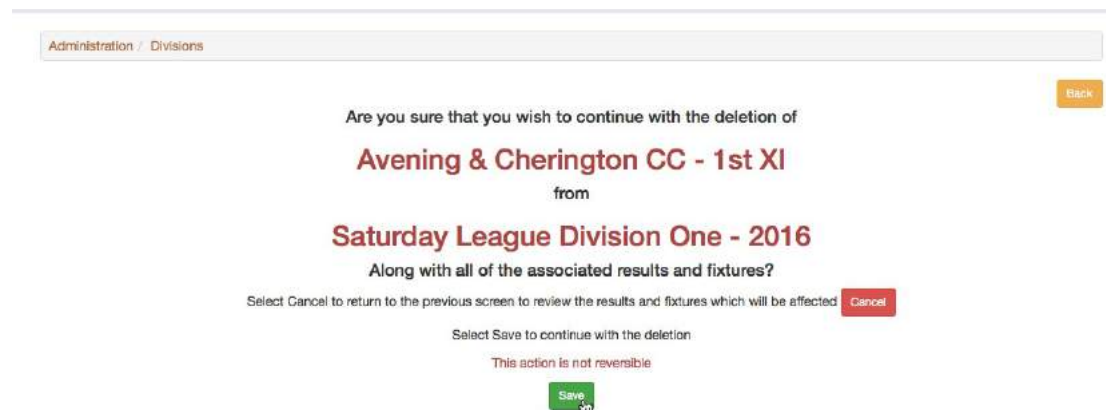 Administration / Divisions
Back
Are you sure that you wish to continue with the deletion of
Avening & Cherington CC - 1st XI
from
Saturday League Division One - 2016
Along with all of the associated results and fixtures?
Select Cancel to return to the previous screen to review the results and fixtures which will be affected Cancel
Select Save to continue with the deletion
This action is not reversible
Save